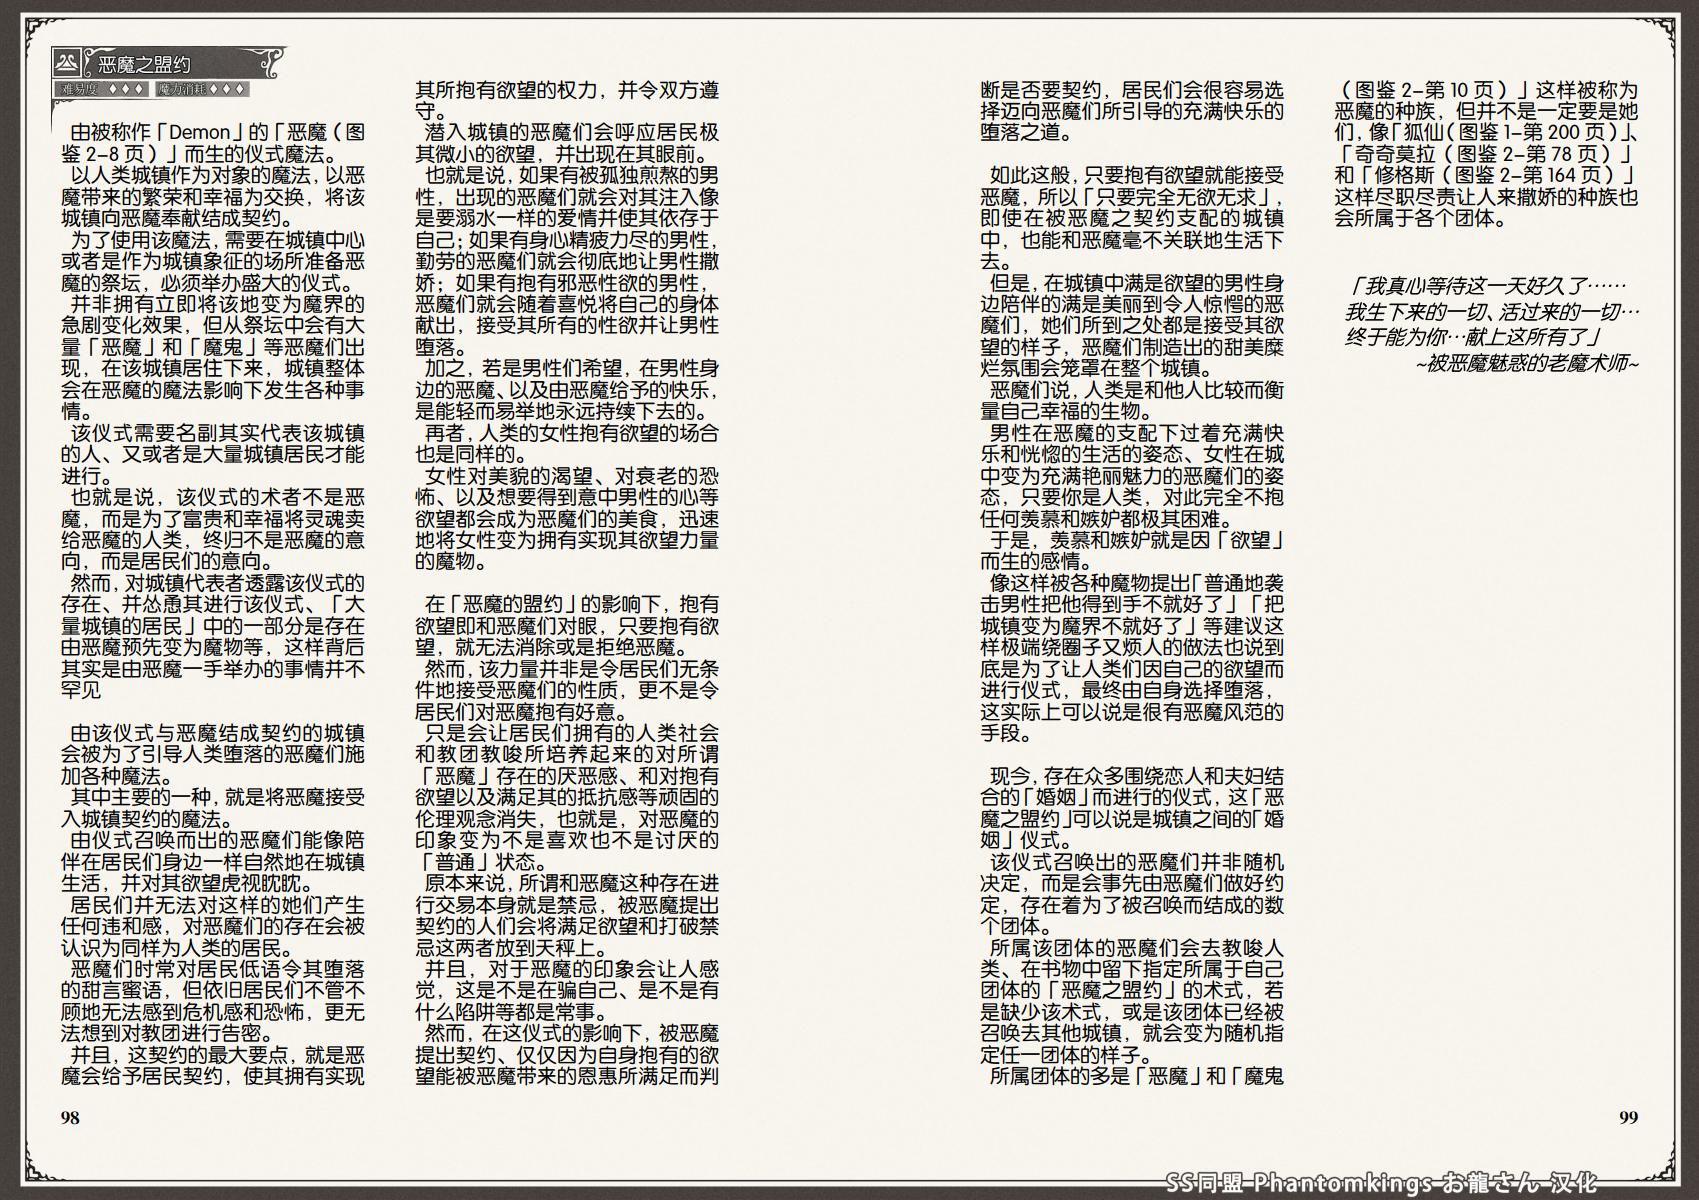 恶魔之盟约
难易度 ◆◆◆ 魔力消耗 ◆◆◆
由被称作「Demon」的「恶魔（图
鉴 2-8 页）」而生的仪式魔法。
以人类城镇作为对象的魔法，以恶
魔带来的繁荣和幸福为交换，将该
城镇向恶魔奉献结成契约。
为了使用该魔法，需要在城镇中心
或者是作为城镇象征的场所准备恶
魔的祭坛，必须举办盛大的仪式。
并非拥有立即将该地变为魔界的
急剧变化效果，但从祭坛中会有大
量「恶魔」和「魔鬼」等恶魔们出
现，在该城镇居住下来，城镇整体
会在恶魔的魔法影响下发生各种事
情。
该仪式需要名副其实代表该城镇
的人、又或者是大量城镇居民才能
进行。
也就是说，该仪式的术者不是恶
魔，而是为了富贵和幸福将灵魂卖
给恶魔的人类，终归不是恶魔的意
向，而是居民们的意向。
然而，对城镇代表者透露该仪式的
存在、并怂恿其进行该仪式、「大
量城镇的居民」中的一部分是存在
由恶魔预先变为魔物等，这样背后
其实是由恶魔一手举办的事情并不
罕见
由该仪式与恶魔结成契约的城镇
会被为了引导人类堕落的恶魔们施
加各种魔法。
其中主要的一种，就是将恶魔接受
入城镇契约的魔法。
由仪式召唤而出的恶魔们能像陪
伴在居民们身边一样自然地在城镇
生活，并对其欲望虎视眈眈。
居民们并无法对这样的她们产生
任何违和感，对恶魔们的存在会被
认识为同样为人类的居民。
恶魔们时常对居民低语令其堕落
的甜言蜜语，但依旧居民们不管不
顾地无法感到危机感和恐怖，更无
法想到对教团进行告密。
并且，这契约的最大要点，就是恶
魔会给予居民契约，使其拥有实现
其所抱有欲望的权力，并令双方遵
守。
潜入城镇的恶魔们会呼应居民极
其微小的欲望，并出现在其眼前。
也就是说，如果有被孤独煎熬的男
性，出现的恶魔们就会对其注入像
是要溺水一样的爱情并使其依存于
自己；如果有身心精疲力尽的男性，
勤劳的恶魔们就会彻底地让男性撒
娇；如果有抱有邪恶性欲的男性，
恶魔们就会随着喜悦将自己的身体
献出，接受其所有的性欲并让男性
堕落。
加之，若是男性们希望，在男性身
边的恶魔、以及由恶魔给予的快乐，
是能轻而易举地永远持续下去的。
再者，人类的女性抱有欲望的场合
也是同样的。
女性对美貌的渴望、对衰老的恐
怖、以及想要得到意中男性的心等
欲望都会成为恶魔们的美食，迅速
地将女性变为拥有实现其欲望力量
的魔物。
在「恶魔的盟约」的影响下，抱有
欲望即和恶魔们对眼，只要抱有欲
望，就无法消除或是拒绝恶魔。
然而，该力量并非是令居民们无条
件地接受恶魔们的性质，更不是令
居民们对恶魔抱有好意。
只是会让居民们拥有的人类社会
和教团教唆所培养起来的对所谓
「恶魔」存在的厌恶感、和对抱有
欲望以及满足其的抵抗感等顽固的
伦理观念消失，也就是，对恶魔的
印象变为不是喜欢也不是讨厌的
「普通」状态。
原本来说，所谓和恶魔这种存在进
行交易本身就是禁忌，被恶魔提出
契约的人们会将满足欲望和打破禁
忌这两者放到天秤上。
并且，对于恶魔的印象会让人感
觉，这是不是在骗自己、是不是有
什么陷阱等都是常事。
然而，在这仪式的影响下，被恶魔
提出契约、仅仅因为自身抱有的欲
望能被恶魔带来的恩惠所满足而判
断是否要契约，居民们会很容易选
择迈向恶魔们所引导的充满快乐的
堕落之道。
如此这般，只要抱有欲望就能接受
恶魔，所以「只要完全无欲无求」，
即使在被恶魔之契约支配的城镇
中，也能和恶魔毫不关联地生活下
去。
但是，在城镇中满是欲望的男性身
边陪伴的满是美丽到令人惊愕的恶
魔们，她们所到之处都是接受其欲
望的样子，恶魔们制造出的甜美糜
烂氛围会笼罩在整个城镇。
恶魔们说，人类是和他人比较而衡
量自己幸福的生物。
男性在恶魔的支配下过着充满快
乐和恍惚的生活的姿态、女性在城
中变为充满艳丽魅力的恶魔们的姿
态，只要你是人类，对此完全不抱
任何羡慕和嫉妒都极其困难。
于是，羡慕和嫉妒就是因「欲望」
而生的感情。
像这样被各种魔物提出「普通地袭
击男性把他得到手不就好了」「把
城镇变为魔界不就好了」等建议这
样极端绕圈子又烦人的做法也说到
底是为了让人类们因自己的欲望而
进行仪式，最终由自身选择堕落，
这实际上可以说是很有恶魔风范的
手段。
现今，存在众多围绕恋人和夫妇结
合的「婚姻」而进行的仪式，这「恶
魔之盟约」可以说是城镇之间的「婚
姻」仪式。
该仪式召唤出的恶魔们并非随机
决定，而是会事先由恶魔们做好约
定，存在着为了被召唤而结成的数
个团体。
所属该团体的恶魔们会去教唆人
类、在书物中留下指定所属于自己
团体的「恶魔之盟约」的术式，若
是缺少该术式，或是该团体已经被
召唤去其他城镇，就会变为随机指
定任一团体的样子。
所属团体的多是「恶魔」和「魔鬼
（图鉴 2-第 10 页）」这样被称为
恶魔的种族，但并不是一定要是她
们，像「狐仙（图鉴 1-第 200 页）」、
「奇奇莫拉（图鉴 2-第 78 页）」
和「修格斯（图鉴 2-第 164 页）」
这样尽职尽责让人来撒娇的种族也
会所属于各个团体。
「我真心等待这一天好久了……
我生下来的一切、活过来的一切…
终于能为你…献上这所有了」
~被恶魔魅惑的老魔术师~
98
99
SS同盟 Phantomkings お龍さん 汉化